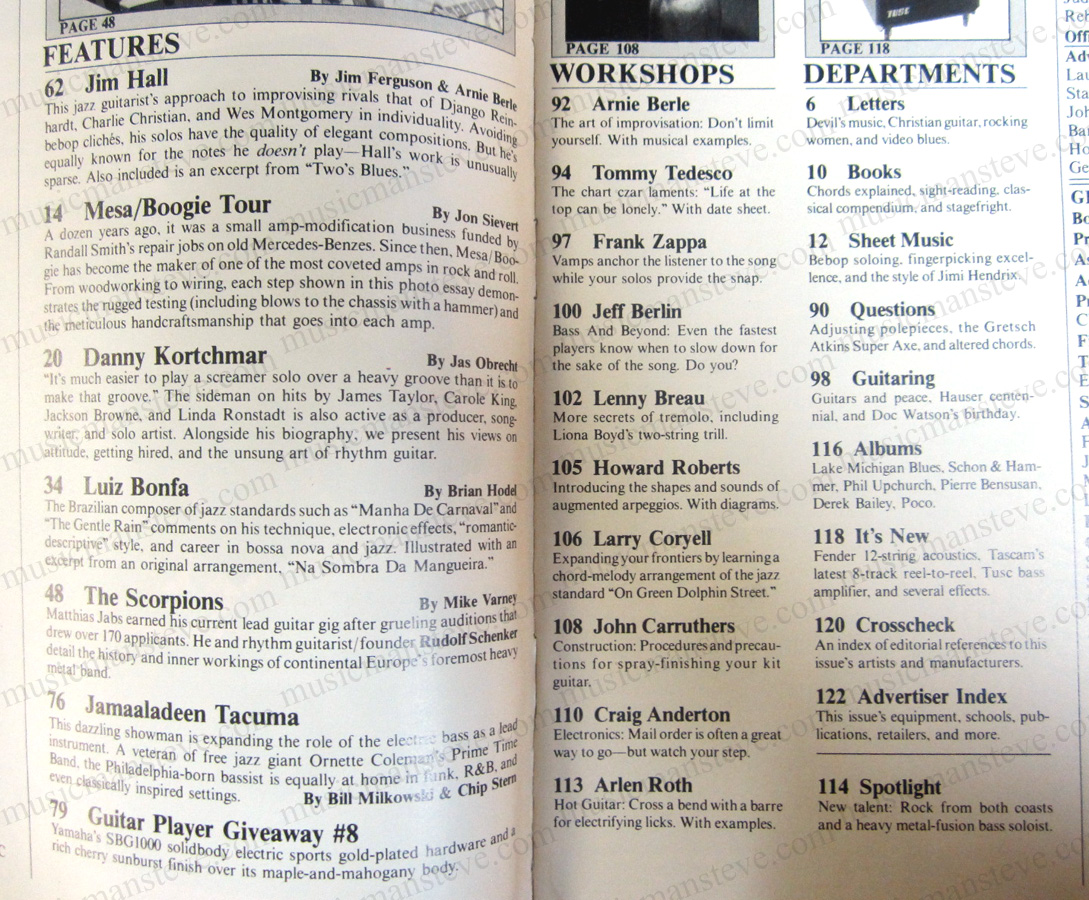 PAGE 48
FEATURES
62 Jim Hall
By Jim Ferguson & Arnie Berle
This jazz guitarist's approach to improvising rivals that of Django Rein-
hardt, Charlie Christian, and Wes Montgomery in individuality. Avoiding
bebop clichés, his solos have the quality of elegant compositions. But he's
equally known for the notes he doesn't play—Hall's work is unusually
sparse. Also included is an excerpt from "Two's Blues."
14 Mesa/Boogie Tour
By Jon Sievert
A dozen years ago, it was a small amp-modification business funded by
Randall Smith's repair jobs on old Mercedes-Benzes. Since then, Mesa/Boo-
gie has become the maker of one of the most coveted amps in rock and roll.
From woodworking to wiring, each step shown in this photo essay demon-
strates the rugged testing (including blows to the chassis with a hammer) and
the meticulous handcraftsmanship that goes into each amp.
20 Danny Kortchmar
By Jas Obrecht
"It's much easier to play a screamer solo over a heavy groove than it is to
make that groove." The sideman on hits by James Taylor, Carole King,
Jackson Browne, and Linda Ronstadt is also active as a producer, song-
writer, and solo artist. Alongside his biography, we present his views on
attitude, getting hired, and the unsung art of rhythm guitar.
34 Luiz Bonfa
By Brian Hodel
The Brazilian composer of jazz standards such as "Manha De Carnaval" and
"The Gentle Rain" comments on his technique, electronic effects, "romantic-
descriptive" style, and career in bossa nova and jazz. Illustrated with an
excerpt from an original arrangement, "Na Sombra Da Mangueira."
48 The Scorpions
By Mike Varney
Matthias Jabs earned his current lead guitar gig after grueling auditions that
drew over 170 applicants. He and rhythm guitarist/founder Rudolf Schenker
detail the history and inner workings of continental Europe's foremost heavy
metal band.
76 Jamaaladeen Tacuma
This dazzling showman is expanding the role of the electric bass as a lead
instrument. A veteran of free jazz giant Ornette Coleman's Prime Time
Band, the Philadelphia-born bassist is equally at home in funk, R&B, and
even classically inspired settings.
By Bill Milkowski & Chip Stern
79 Guitar Player Giveaway #8
Yamaha's SBG1000 solidbody electric sports gold-plated hardware and a
rich cherry sunburst finish over its maple-and-mahogany body.
PAGE 108
WORKSHOPS
92 Arnie Berle
The art of improvisation: Don't limit
yourself. With musical examples.
94 Tommy Tedesco
The chart czar laments: "Life at the
top can be lonely." With date sheet.
97 Frank Zappa
Vamps anchor the listener to the song
while your solos provide the snap.
100 Jeff Berlin
Bass And Beyond: Even the fastest
players know when to slow down for
the sake of the song. Do you?
102 Lenny Breau
More secrets of tremolo, including
Liona Boyd's two-string trill.
105 Howard Roberts
Introducing the shapes and sounds of
augmented arpeggios. With diagrams.
106 Larry Coryell
Expanding your frontiers by learning a
chord-melody arrangement of the jazz
standard "On Green Dolphin Street."
108 John Carruthers
Construction: Procedures and precau-
tions for spray-finishing your kit
guitar.
110 Craig Anderton
Electronics: Mail order is often a great
way to go—but watch your step.
113 Arlen Roth
Hot Guitar: Cross a bend with a barre
for electrifying licks. With examples.
TUSC
PAGE 118
DEPARTMENTS
6 Letters
Devil's music, Christian guitar, rocking
women, and video blues.
10 Books
Chords explained, sight-reading, clas-
sical compendium, and stagefright.
12 Sheet Music
Bebop soloing, fingerpicking excel-
lence, and the style of Jimi Hendrix.
90 Questions
Adjusting polepieces, the Gretsch
Atkins Super Axe, and altered chords.
98 Guitaring
Guitars and peace, Hauser centen-
nial, and Doc Watson's birthday.
116 Albums
Lake Michigan Blues, Schon & Ham-
mer, Phil Upchurch, Pierre Bensusan,
Derek Bailey, Poco.
118 It's New
Fender 12-string acoustics, Tascam's
latest 8-track reel-to-reel, Tusc bass
amplifier, and several effects.
120 Crosscheck
An index of editorial references to this
issue's artists and manufacturers.
122 Advertiser Index
This issue's equipment, schools, pub-
lications, retailers, and more.
114 Spotlight
New talent: Rock from both coasts
and a heavy metal-fusion bass soloist.
musicmansteve.com